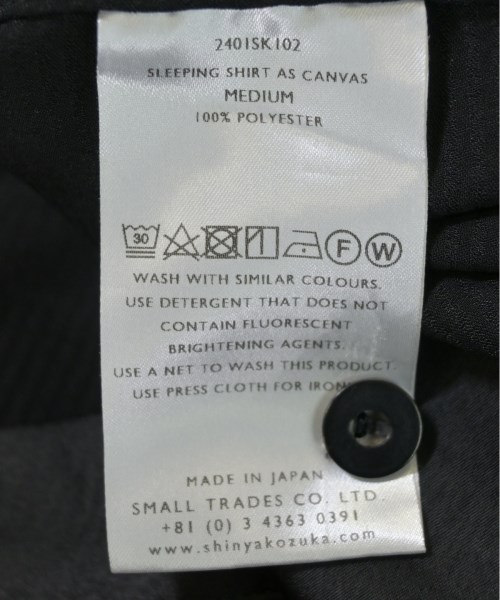 2401SK102
SLEEPING SHIRT AS CANVAS
MEDIUM
100% POLYESTER
30 F W
WASH WITH SIMILAR COLOURS.
USE DETERGENT THAT DOES NOT
CONTAIN FLUORESCENT
BRIGHTENING AGENTS.
USE A NET TO WASH THIS PRODUCT.
USE PRESS CLOTH FOR
MADE IN JAPAN
SMALL TRADES CO. LTD.
+81 (0) 3 4363 0391
www.shinyakozuka.com